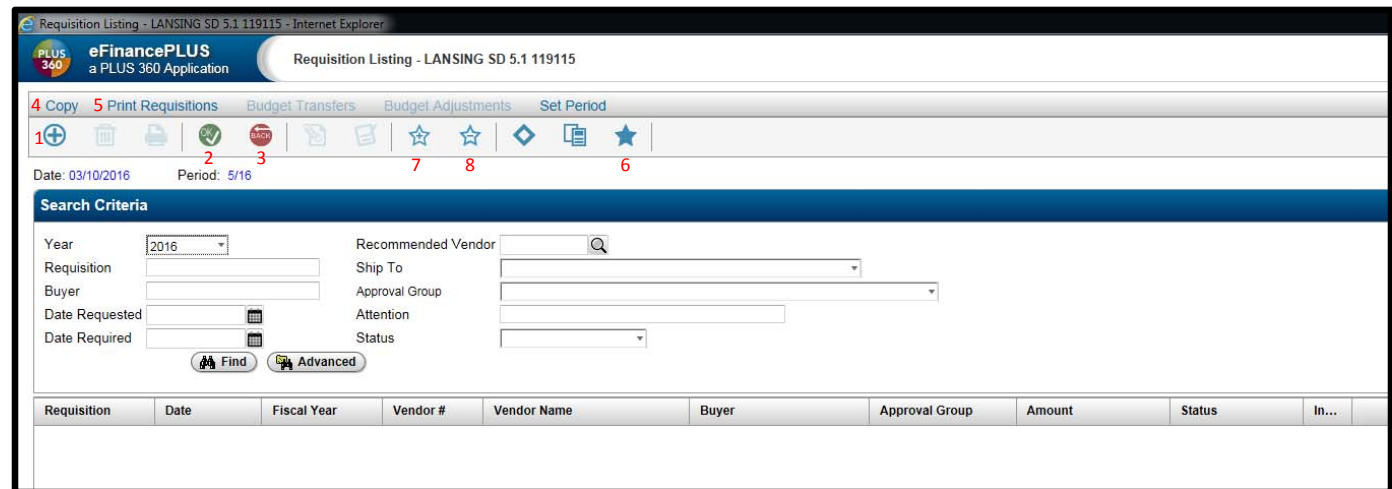 Requisition Listing - LANSING SD 5.1 119115 - Internet Explorer
PLUS 360 eFinancePLUS
a PLUS 360 Application
Requisition Listing - LANSING SD 5.1 119115
4 Copy 5 Print Requisitions Budget Transfers Budget Adjustments Set Period
1 OK BACK
2 3 7 8 6
Date: 03/10/2016 Period: 5/16
Search Criteria
Year 2016 Recommended Vendor
Requisition Ship To
Buyer Approval Group
Date Requested Attention
Date Required Status
Find Advanced
Requisition Date Fiscal Year Vendor # Vendor Name Buyer Approval Group Amount Status In...